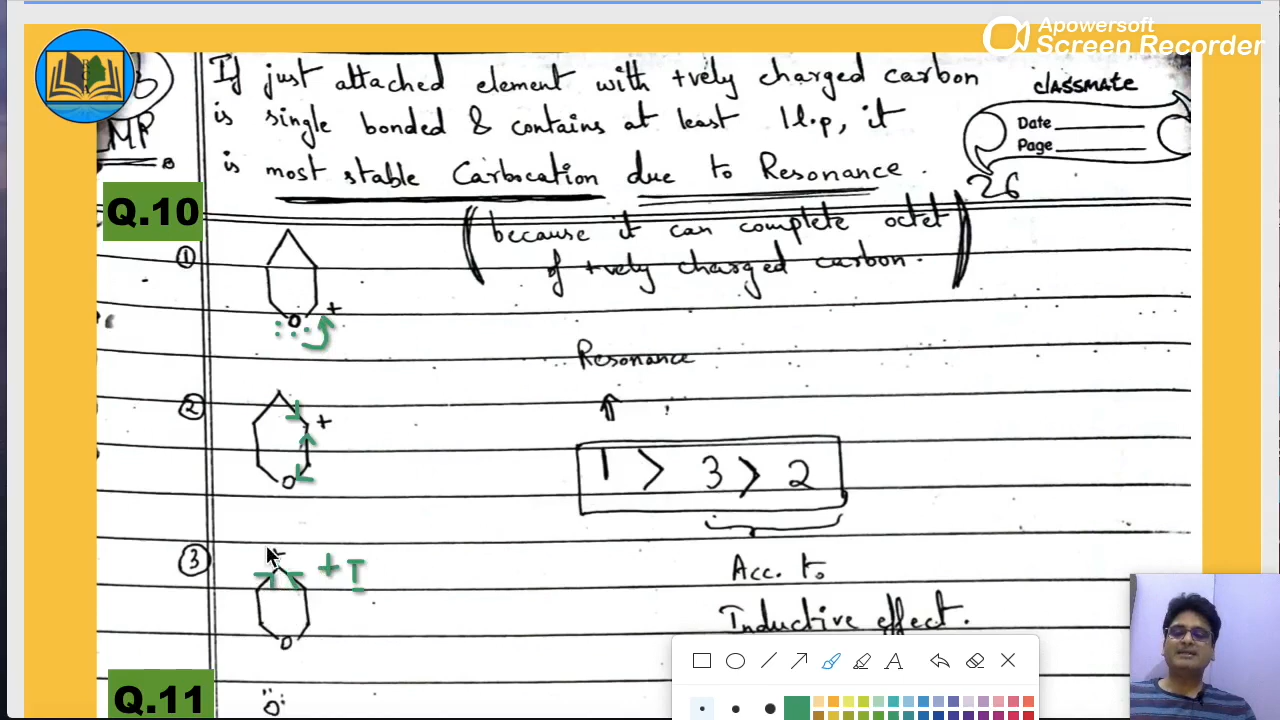 Apowersoft
Screen Recorder
If just attached element with +vely charged carbon
is single bonded & contains at least 1 l.p, it
is most stable Carbocation due to Resonance.
classmate
Date
Page
26
MP
Q.10
(because it can complete octet
of +vely charged carbon.)
1
+
O
Resonance
2
+
O
1 > 3 > 2
3
+ I
O
Acc. to
Inductive effect.
Q.11
O
A